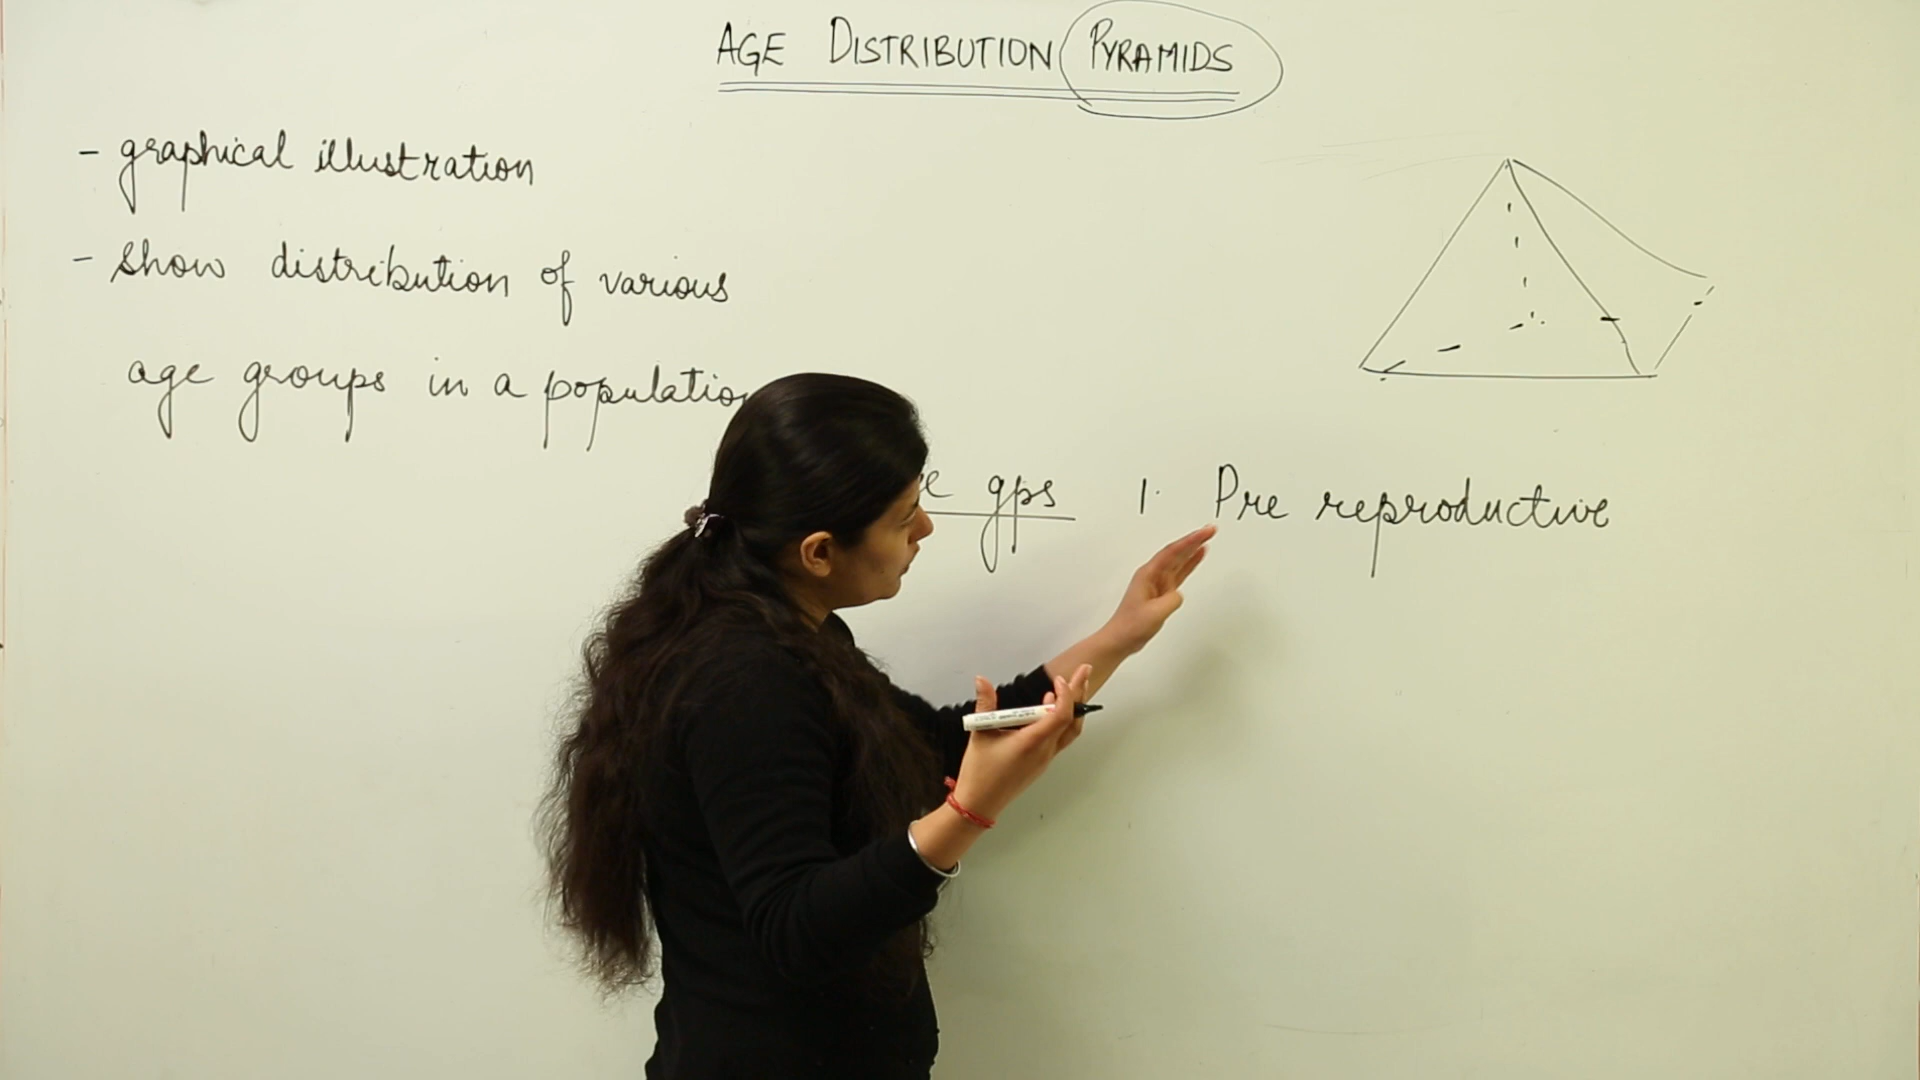 AGE DISTRIBUTION PYRAMIDS
- graphical illustration
- show distribution of various
age groups in a population
gps 1. Pre reproductive